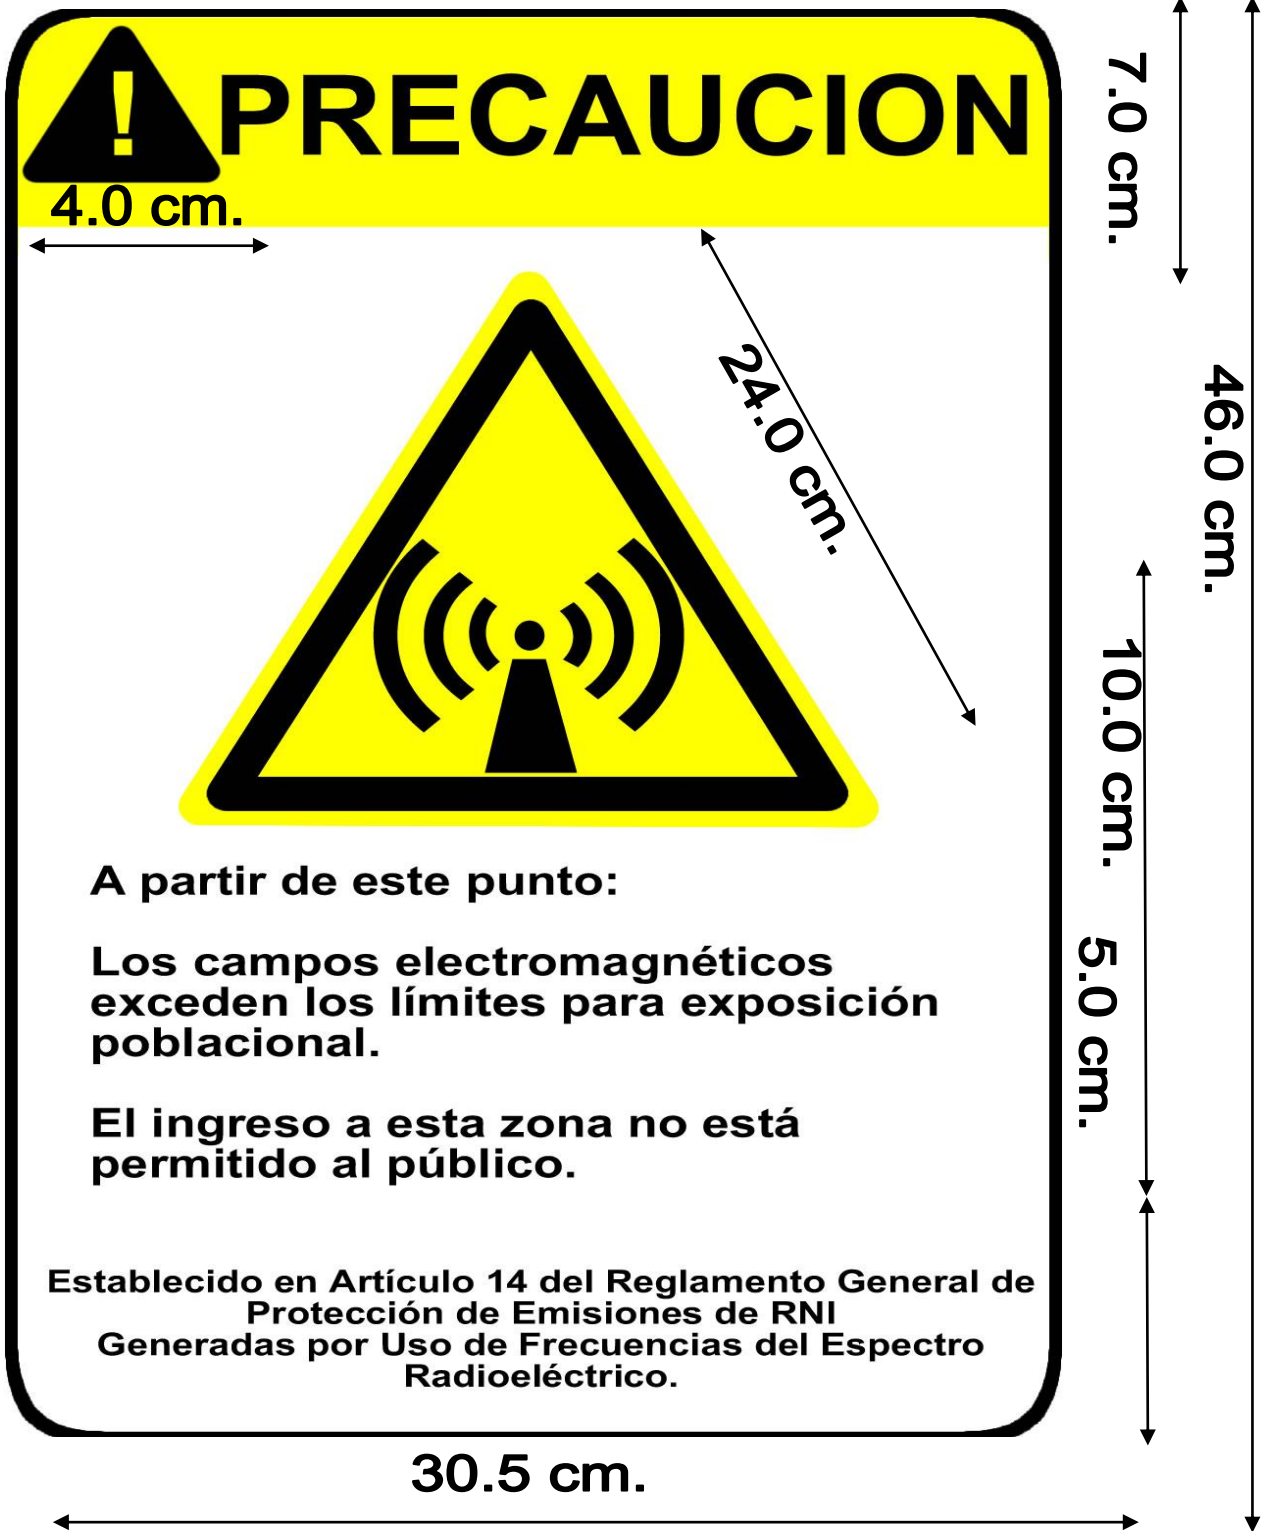 ! PRECAUCION
4.0 cm.
7.0 cm.
24.0 cm.
46.0 cm.
10.0 cm.
A partir de este punto:
Los campos electromagnéticos
exceden los límites para exposición
poblacional.
5.0 cm.
El ingreso a esta zona no está
permitido al público.
Establecido en Artículo 14 del Reglamento General de
Protección de Emisiones de RNI
Generadas por Uso de Frecuencias del Espectro
Radioeléctrico.
30.5 cm.